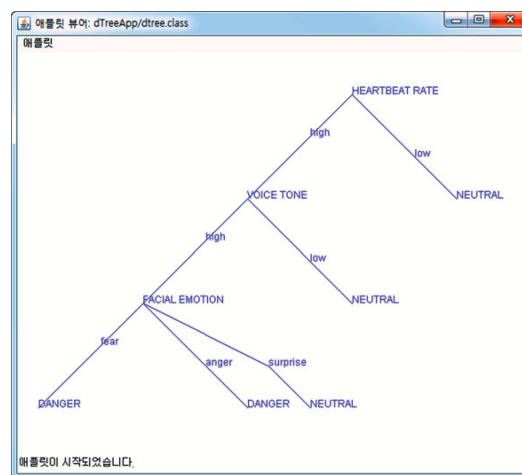 애플릿 뷰어: dTreeApp/dtree.class
애플릿
HEARTBEAT RATE
high
low
VOICE TONE
NEUTRAL
high
low
FACIAL EMOTION
NEUTRAL
fear
anger
surprise
DANGER
DANGER
NEUTRAL
애플릿이 시작되었습니다.